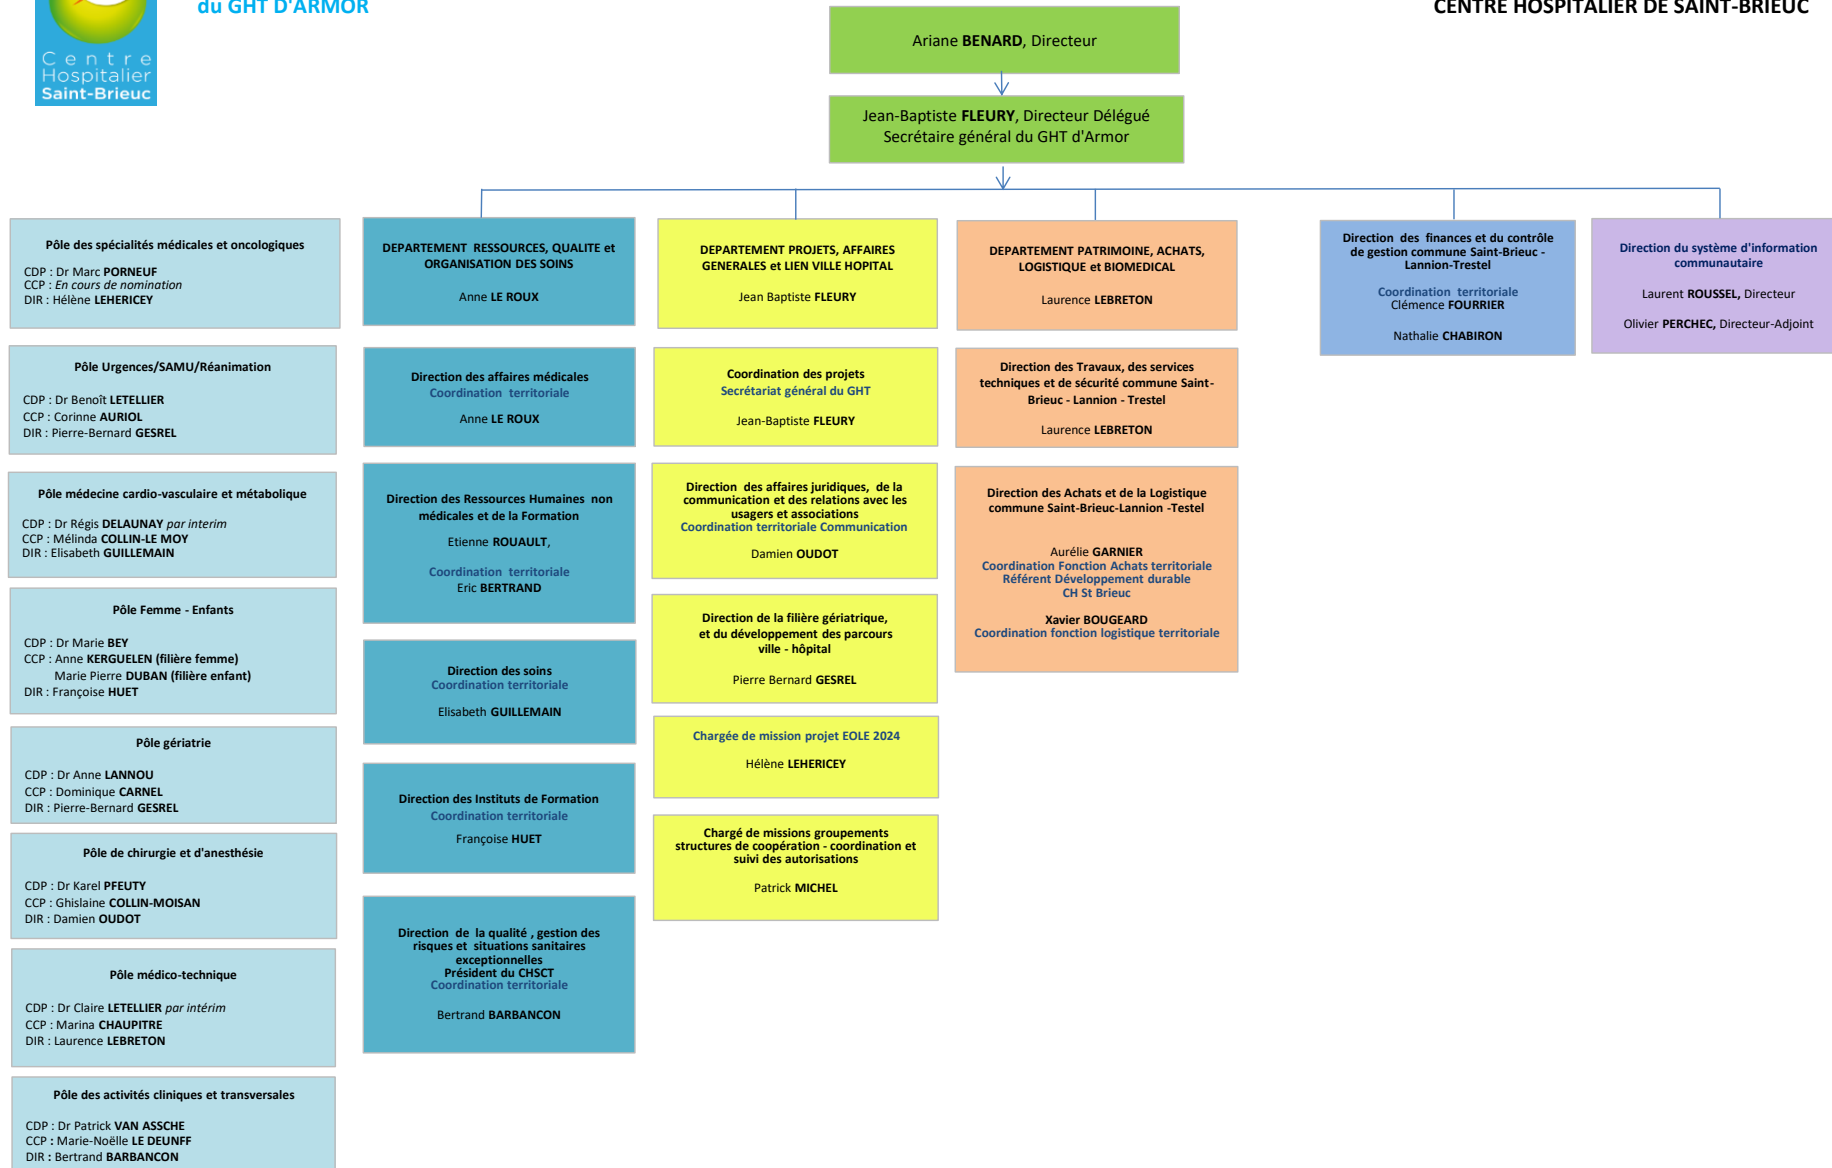 du GHT D'ARMOR
CENTRE HOSPITALIER DE SAINT-BRIEUC
Centre
Hospitalier
Saint-Brieuc
Ariane BENARD, Directeur
Jean-Baptiste FLEURY, Directeur Délégué
Secrétaire général du GHT d'Armor
Pôle des spécialités médicales et oncologiques
CDP : Dr Marc PORNEUF
CCP : En cours de nomination
DIR : Hélène LEHERICEY
Pôle Urgences/SAMU/Réanimation
CDP : Dr Benoît LETELLIER
CCP : Corinne AURIOL
DIR : Pierre-Bernard GESREL
Pôle médecine cardio-vasculaire et métabolique
CDP : Dr Régis DELAUNAY par interim
CCP : Mélinda COLLIN-LE MOY
DIR : Elisabeth GUILLEMAIN
Pôle Femme - Enfants
CDP : Dr Marie BEY
CCP : Anne KERGUELEN (filière femme)
Marie Pierre DUBAN (filière enfant)
DIR : Françoise HUET
Pôle gériatrie
CDP : Dr Anne LANNOU
CCP : Dominique CARNEL
DIR : Pierre-Bernard GESREL
Pôle de chirurgie et d'anesthésie
CDP : Dr Karel PFEUTY
CCP : Ghislaine COLLIN-MOISAN
DIR : Damien OUDOT
Pôle médico-technique
CDP : Dr Claire LETELLIER par intérim
CCP : Marina CHAUPITRE
DIR : Laurence LEBRETON
Pôle des activités cliniques et transversales
CDP : Dr Patrick VAN ASSCHE
CCP : Marie-Noëlle LE DEUNFF
DIR : Bertrand BARBANCON
DEPARTEMENT RESSOURCES, QUALITE et
ORGANISATION DES SOINS
Anne LE ROUX
Direction des affaires médicales
Coordination territoriale
Anne LE ROUX
Direction des Ressources Humaines non
médicales et de la Formation
Etienne ROUAULT,
Coordination territoriale
Eric BERTRAND
Direction des soins
Coordination territoriale
Elisabeth GUILLEMAIN
Direction des Instituts de Formation
Coordination territoriale
Françoise HUET
Direction de la qualité , gestion des
risques et situations sanitaires
exceptionnelles
Président du CHSCT
Coordination territoriale
Bertrand BARBANCON
DEPARTEMENT PROJETS, AFFAIRES
GENERALES et LIEN VILLE HOPITAL
Jean Baptiste FLEURY
Coordination des projets
Secrétariat général du GHT
Jean-Baptiste FLEURY
Direction des affaires juridiques, de la
communication et des relations avec les
usagers et associations
Coordination territoriale Communication
Damien OUDOT
Direction de la filière gériatrique,
et du développement des parcours
ville - hôpital
Pierre Bernard GESREL
Chargée de mission projet EOLE 2024
Hélène LEHERICEY
Chargé de missions groupements
structures de coopération - coordination et
suivi des autorisations
Patrick MICHEL
DEPARTEMENT PATRIMOINE, ACHATS,
LOGISTIQUE et BIOMEDICAL
Laurence LEBRETON
Direction des Travaux, des services
techniques et de sécurité commune Saint-
Brieuc - Lannion - Trestel
Laurence LEBRETON
Direction des Achats et de la Logistique
commune Saint-Brieuc-Lannion -Testel
Aurélie GARNIER
Coordination Fonction Achats territoriale
Référent Développement durable
CH St Brieuc
Xavier BOUGEARD
Coordination fonction logistique territoriale
Direction des finances et du contrôle
de gestion commune Saint-Brieuc -
Lannion-Trestel
Coordination territoriale
Clémence FOURRIER
Nathalie CHABIRON
Direction du système d'information
communautaire
Laurent ROUSSEL, Directeur
Olivier PERCHEC, Directeur-Adjoint